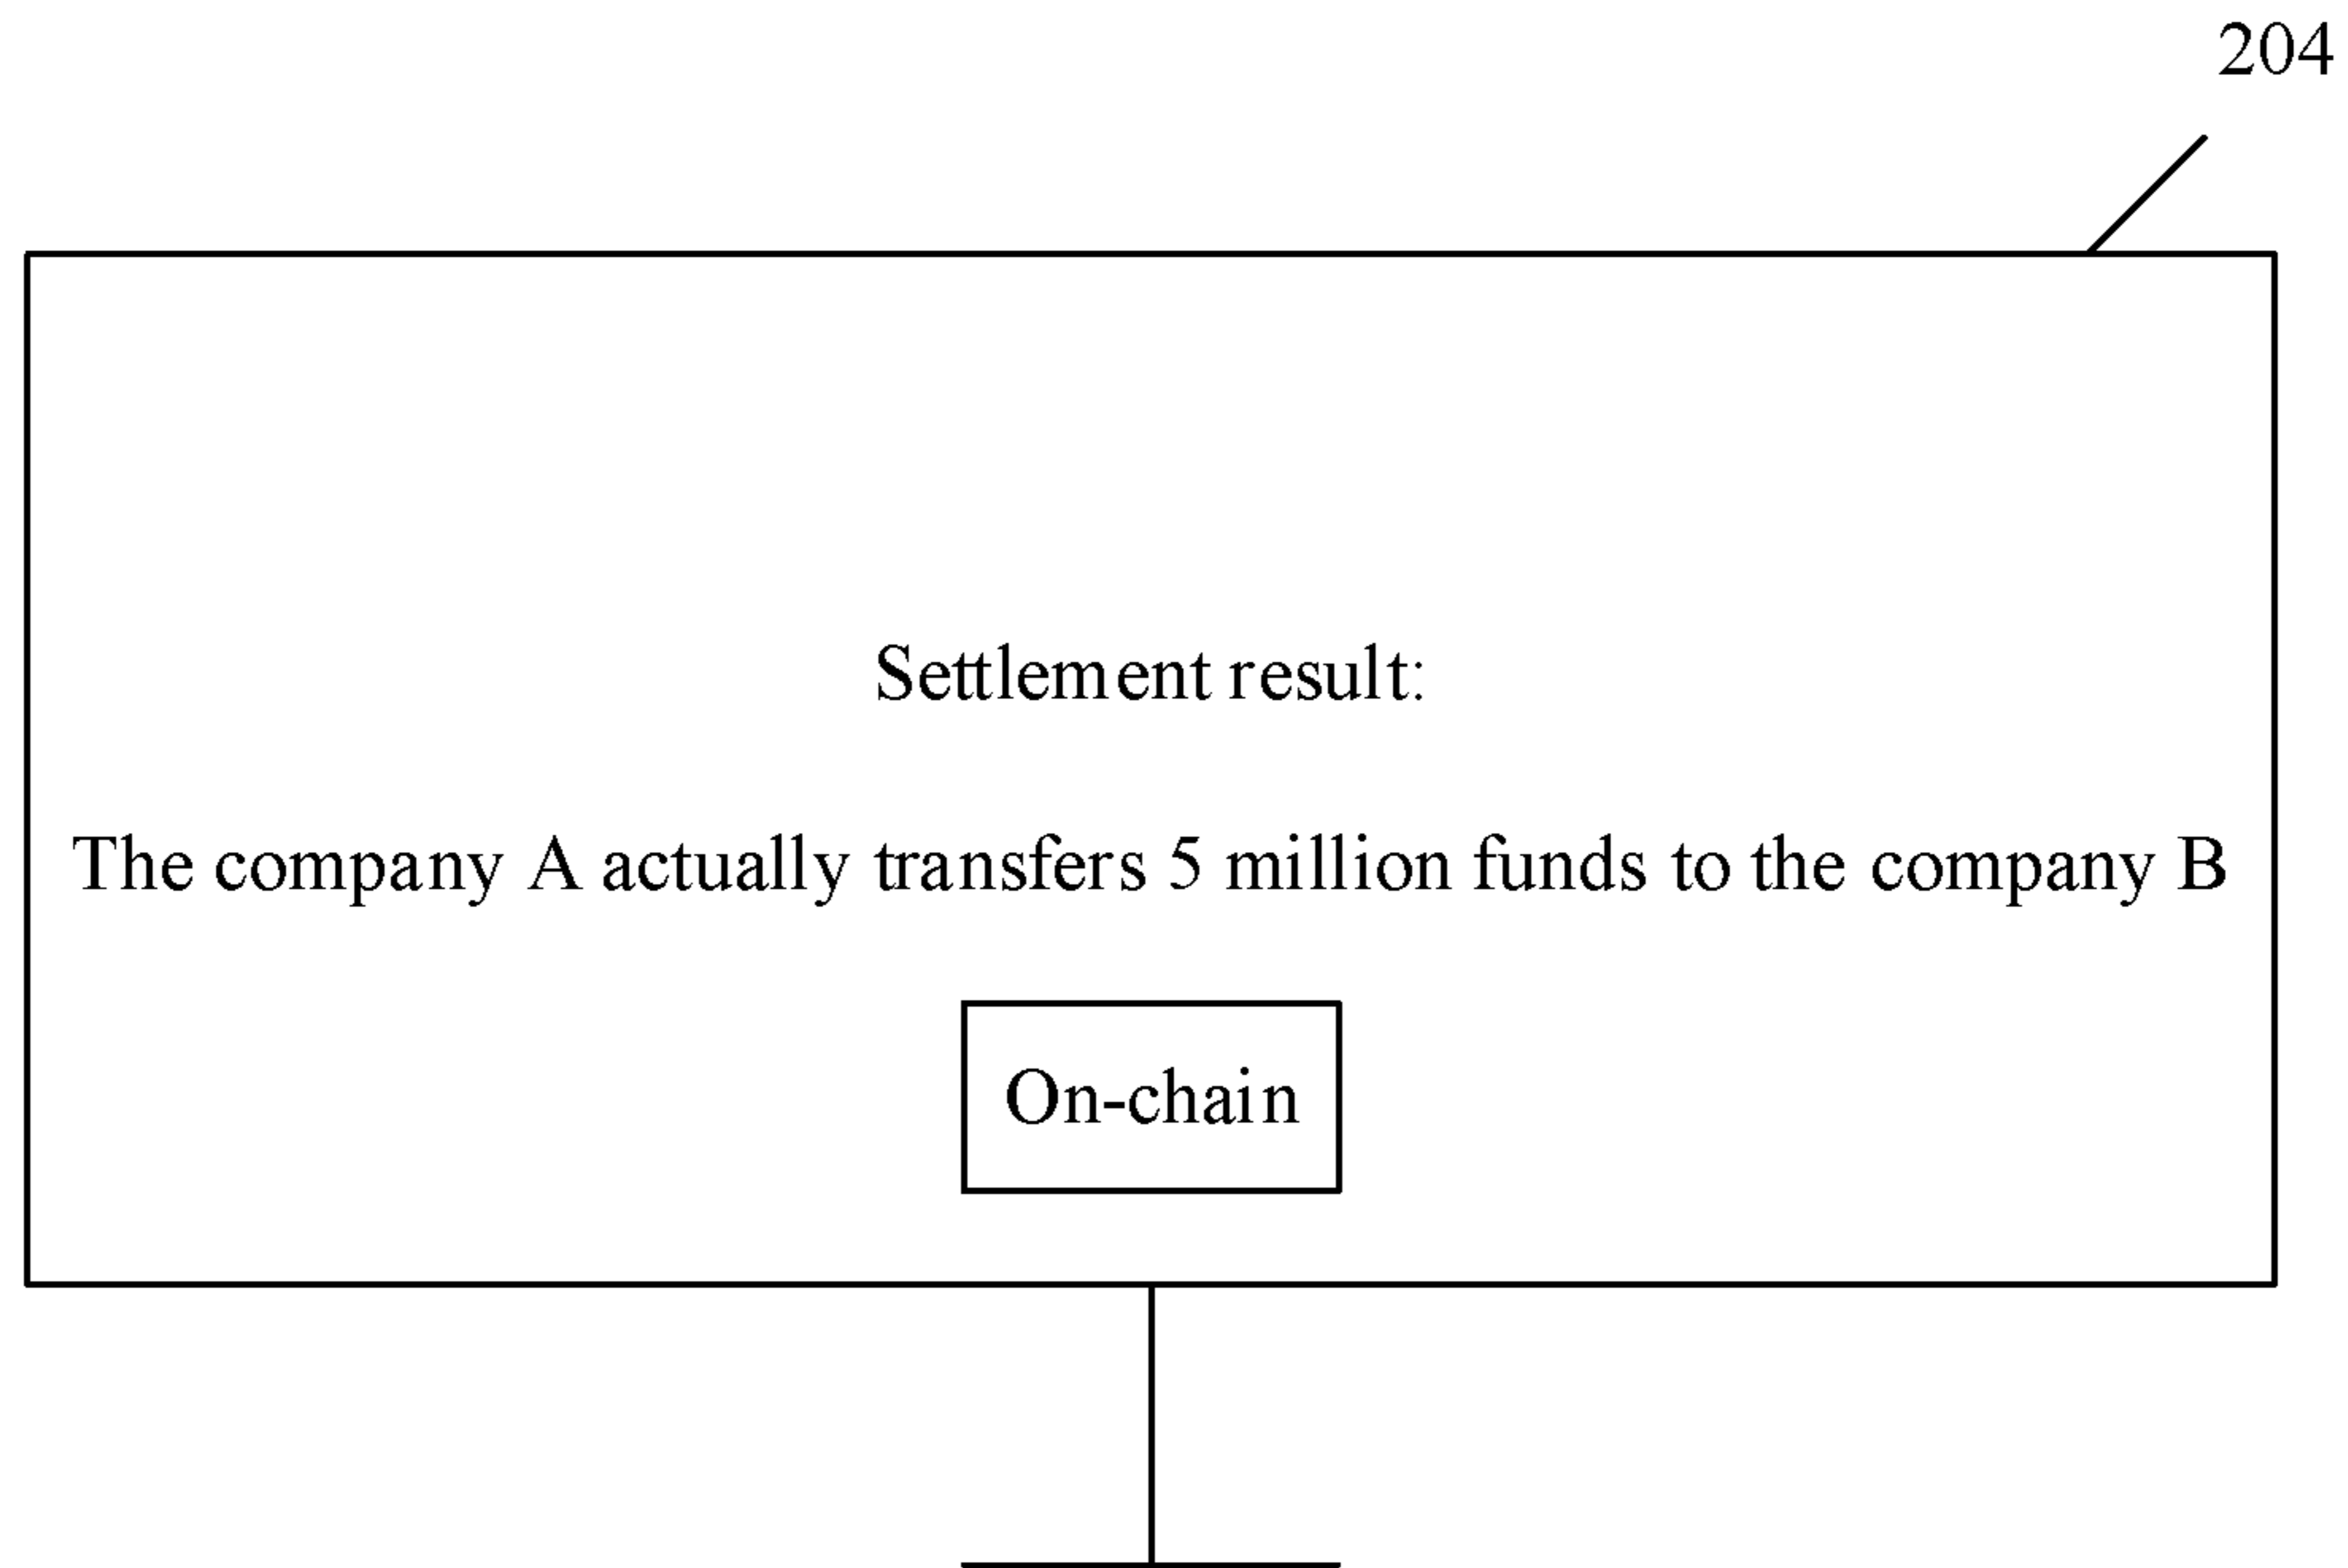 204
Settlement result:
The company A actually transfers 5 million funds to the company B
On-chain